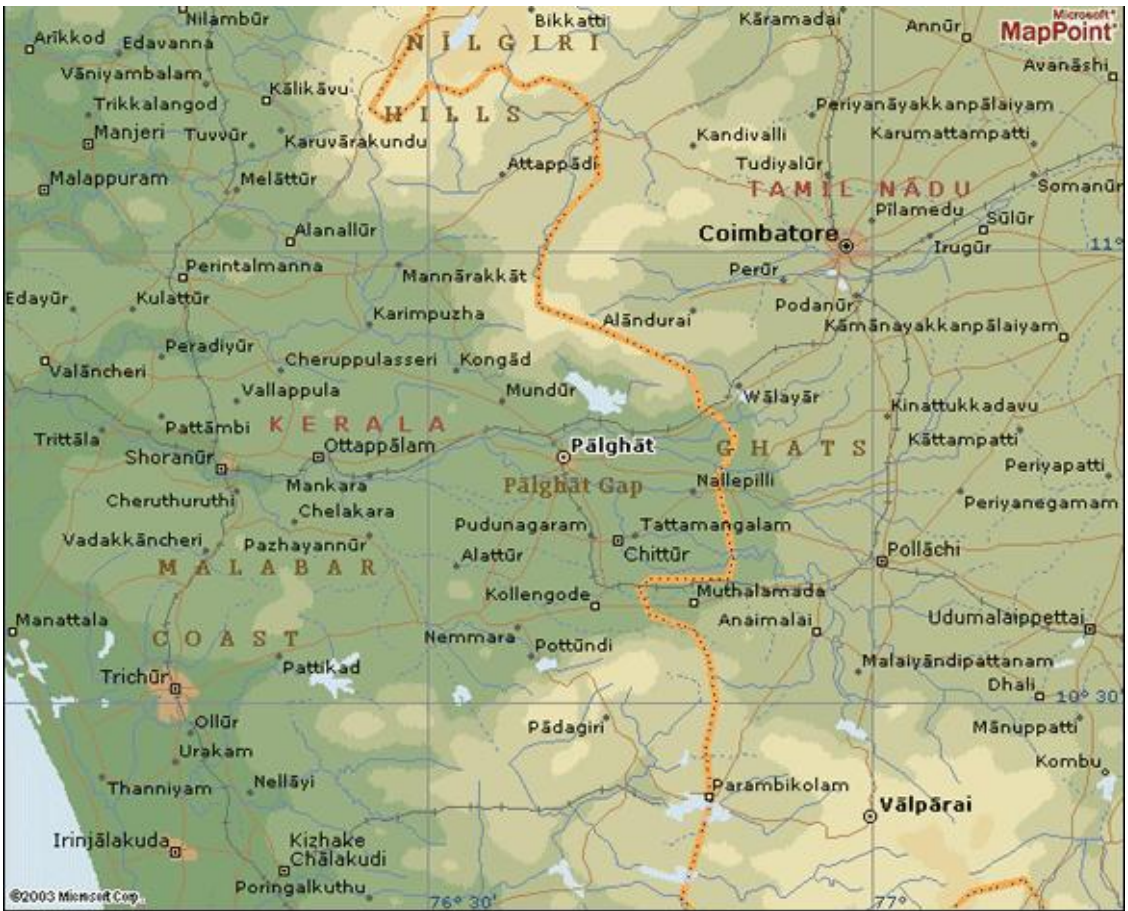 Nilambūr
Bikkatti
Kāramadai
Annūr
Microsoft®
MapPoint®
Arīkkod
Edavanna
NĪLGIRI
Avanāshi
Vāniyambalam
Kālikāvu
Trikkalangod
HILLS
Periyanāyakkanpālaiyam
Manjeri
Tuvvūr
Karuvārakundu
Kandivalli
Karumattampatti
Attappādi
Tudiyalūr
Malappuram
Melāttūr
TAMIL NĀDU
Somanūr
Pīlamedu
Sūlūr
Alanallūr
Coimbatore
Irugūr
11°
Perintalmanna
Mannārakkāt
Perūr
Edayūr
Kulattūr
Podanūr
Karimpuzha
Alāndurai
Kāmānayakkanpālaiyam
Peradiyūr
Cheruppulasseri
Kongād
Valāncheri
Vallappula
Mundūr
Wālayār
Kinattukkadavu
Pattāmbi
KERALA
Trittāla
Ottappālam
Pālghāt
GHATS
Kāttampatti
Shoranūr
Periyapatti
Mankara
Pālghāt Gap
Nallepilli
Cheruthuruthi
Chelakara
Periyanegamam
Pudunagaram
Tattamangalam
Vadakkāncheri
Pazhayannūr
Alattūr
Chittūr
Pollāchi
MALABAR
Kollengode
Muthalamada
Manattala
Anaimalai
Udumalaippettai
COAST
Nemmara
Pottūndi
Pattikad
Malaiyāndipattanam
Trichūr
Dhali
10° 30'
Ollūr
Pādagiri
Mānuppatti
Urakam
Kombu
Thanniyam
Nellāyi
Parambikolam
Vālpārai
Irinjālakuda
Kizhake
Chālakudi
Poringalkuthu
©2003 Microsoft Corp.
76° 30'
77°